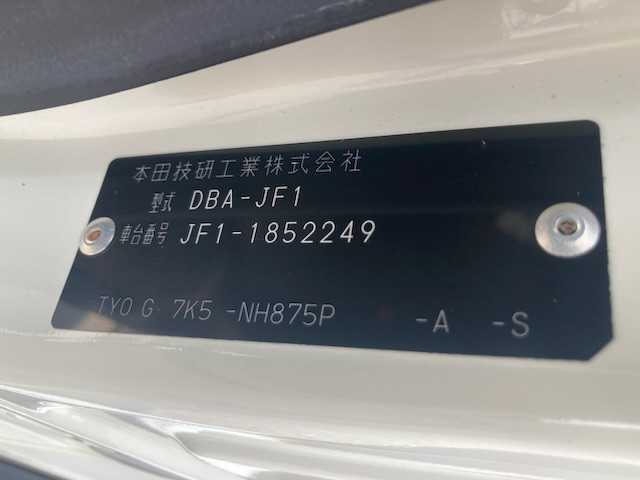 本田技研工業株式会社
型式 DBA-JF1
車台番号 JF1-1852249
TYO G 7K5 -NH875P -A -S